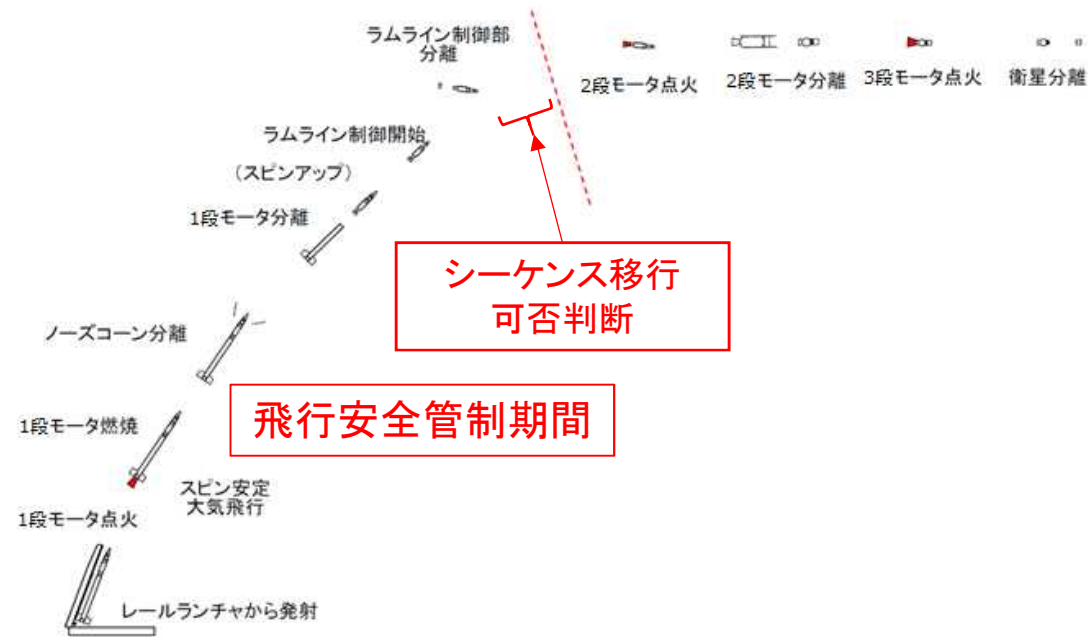 ラムライン制御部
分離
2段モータ点火
2段モータ分離
3段モータ点火
衛星分離
ラムライン制御開始
（スピンアップ）
1段モータ分離
シーケンス移行
可否判断
ノーズコーン分離
飛行安全管制期間
1段モータ燃焼
スピン安定
大気飛行
1段モータ点火
レールランチャから発射